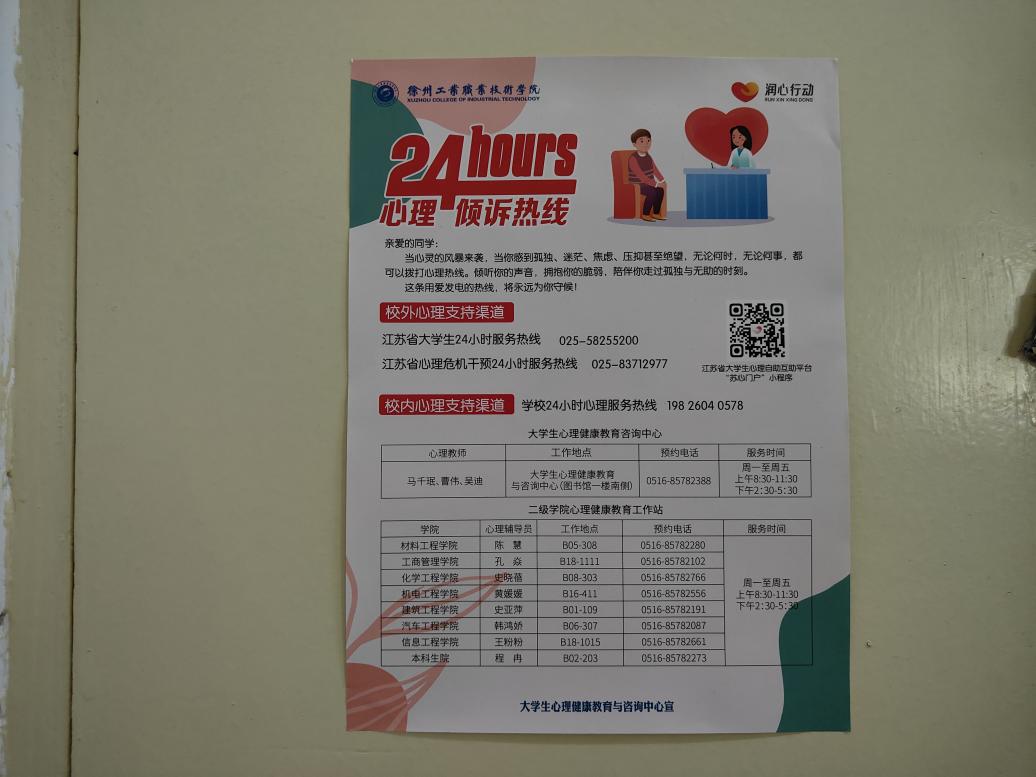 徐州工业职业技术学院
XUZHOU COLLEGE OF INDUSTRIAL TECHNOLOGY
润心行动
RUN XIN XING DONG
24 hours
心理 倾诉热线
亲爱的同学：
当心灵的风暴来袭，当你感到孤独、迷茫、焦虑、压抑甚至绝望，无论何时，无论何事，都
可以拨打心理热线。倾听你的声音，拥抱你的脆弱，陪伴你走过孤独与无助的时刻。
这条用爱发电的热线，将永远为你守候！
校外心理支持渠道
江苏省大学生24小时服务热线 025-58255200
江苏省心理危机干预24小时服务热线 025-83712977
江苏省大学生心理自助互助平台
“苏心门户”小程序
校内心理支持渠道 学校24小时心理服务热线 198 2604 0578
大学生心理健康教育咨询中心
心理教师 工作地点 预约电话 服务时间
马千珉、曹伟、吴迪 大学生心理健康教育与咨询中心（图书馆一楼南侧） 0516-85782388 周一至周五 上午8:30-11:30 下午2:30-5:30
二级学院心理健康教育工作站
学院 心理辅导员 工作地点 预约电话 服务时间
材料工程学院 陈 慧 B05-308 0516-85782280
工商管理学院 孔 焱 B18-1111 0516-85782102
化学工程学院 史晓蓓 B08-303 0516-85782766
机电工程学院 黄媛媛 B16-411 0516-85782556
建筑工程学院 史亚萍 B01-109 0516-85782191
汽车工程学院 韩鸿娇 B06-307 0516-85782087
信息工程学院 王粉粉 B18-1015 0516-85782661
本科生院 程 冉 B02-203 0516-85782273
周一至周五
上午8:30-11:30
下午2:30-5:30
大学生心理健康教育与咨询中心宣